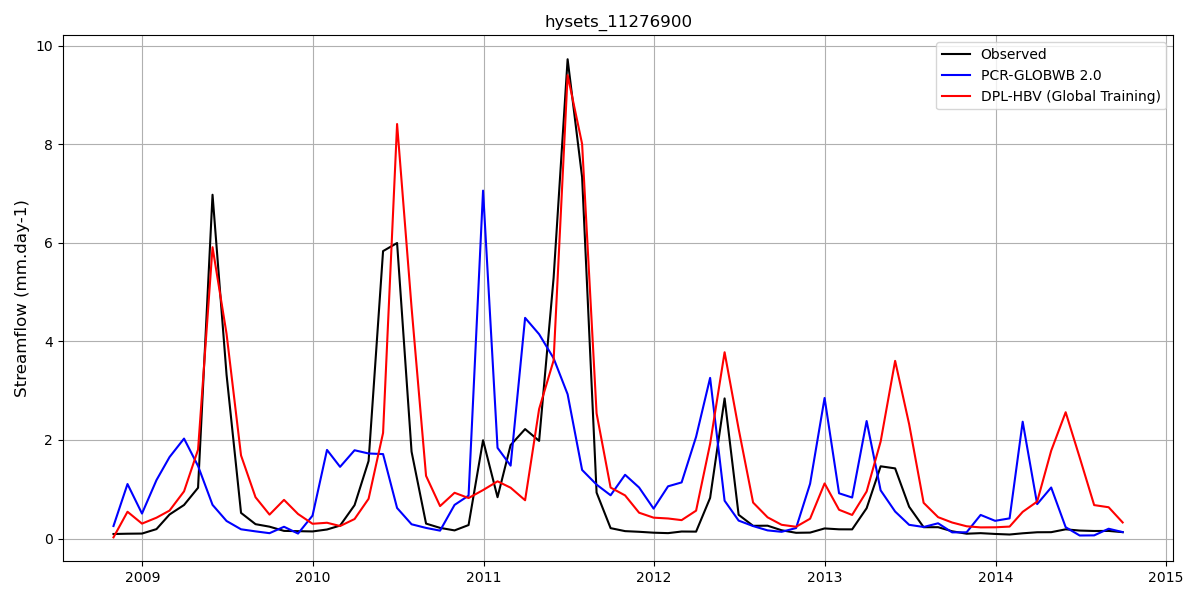 hysets_11276900
Streamflow (mm.day-1)
10
8
6
4
2
0
Observed
PCR-GLOBWB 2.0
DPL-HBV (Global Training)
2009 2010 2011 2012 2013 2014 2015